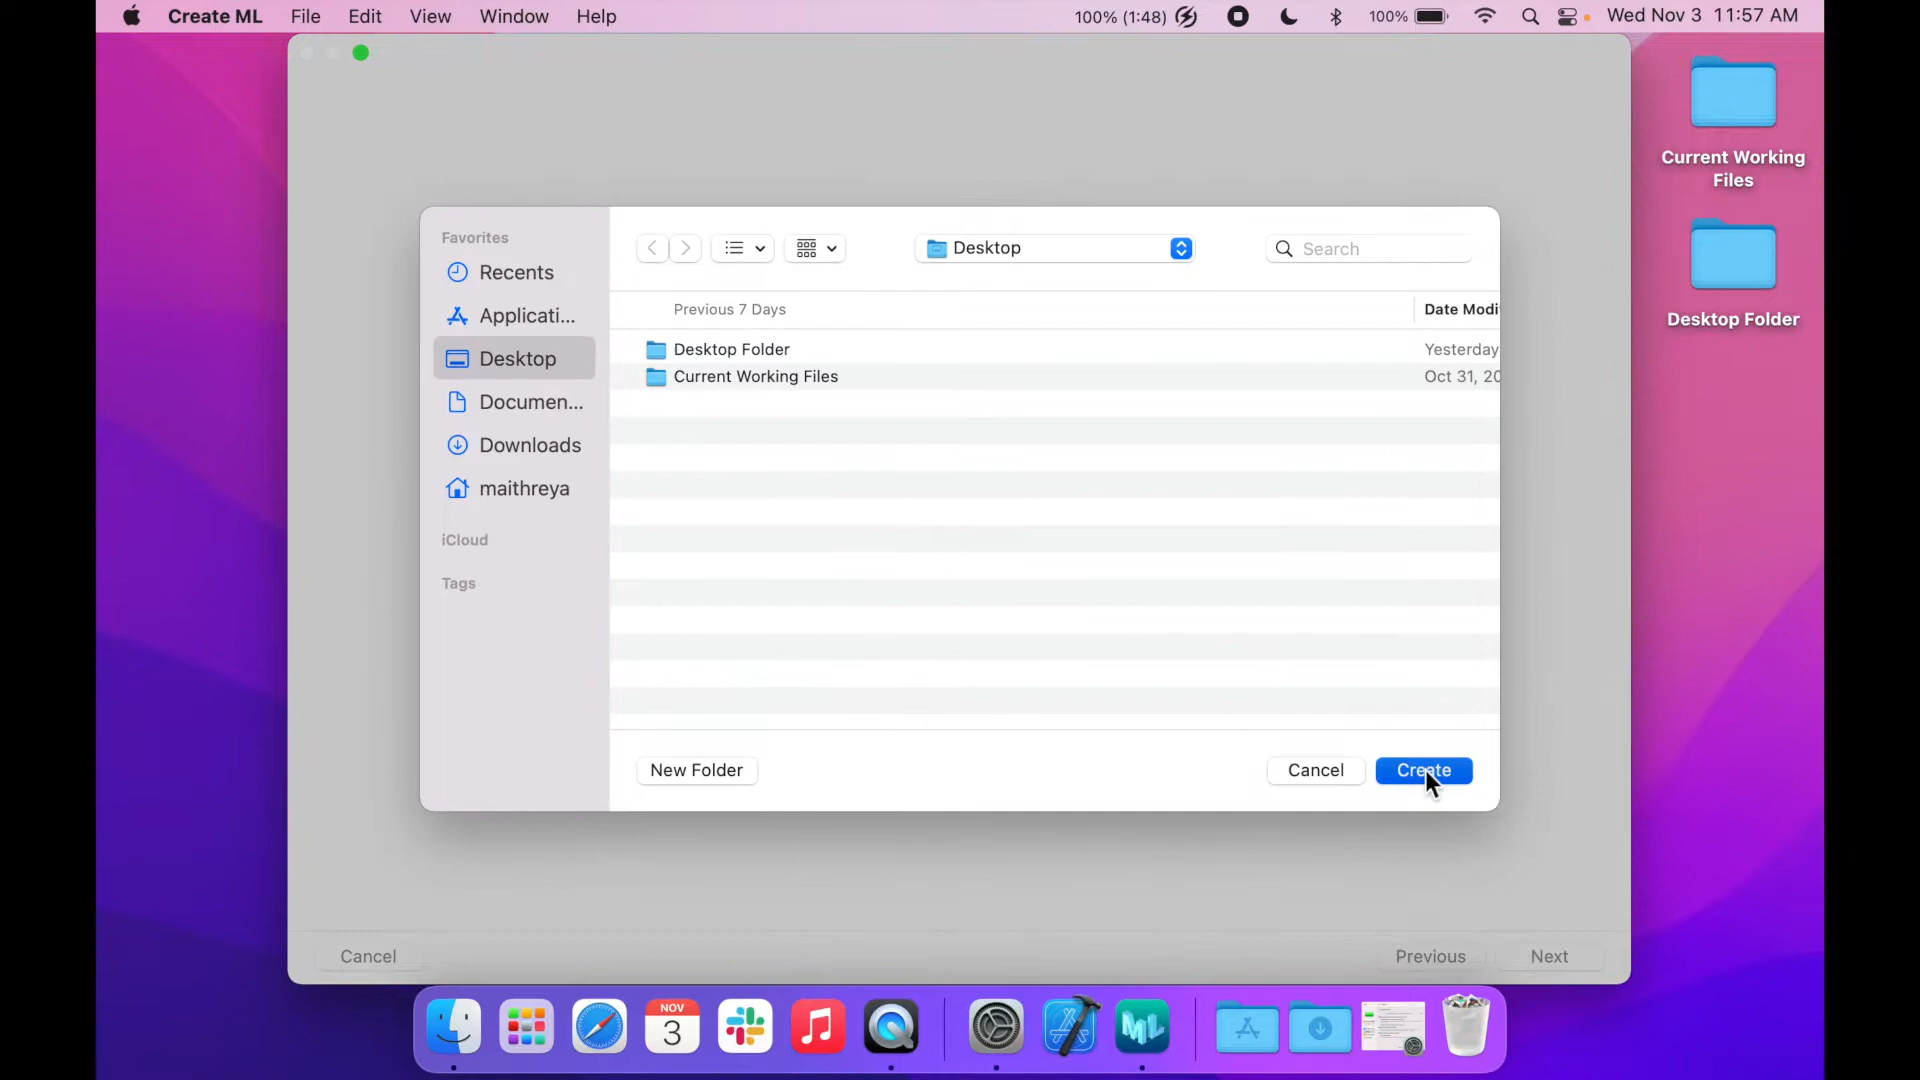 Create ML File Edit View Window Help 100% (1:48) 100% Wed Nov 3 11:57 AM
Current Working
Files
Desktop Folder
Favorites
Recents
Applicati...
Desktop
Documen...
Downloads
maithreya
iCloud
Tags
Desktop
Search
Previous 7 Days Date Modi
Desktop Folder Yesterday
Current Working Files Oct 31, 20
New Folder Cancel Create
Cancel Previous Next
NOV
3
ML